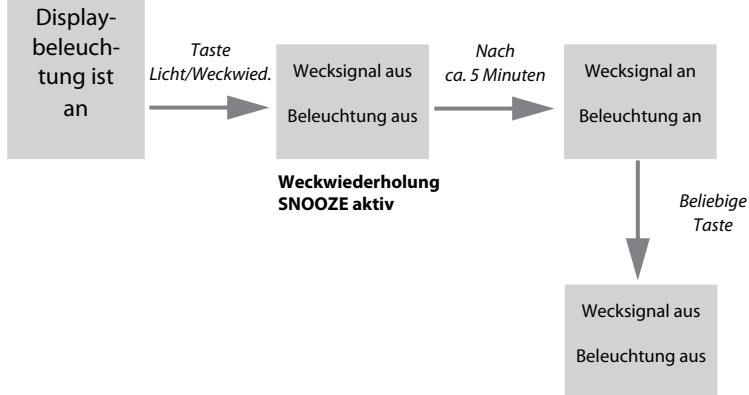 Display-
beleuch-
tung ist
an
Taste
Licht/Weckwied.
Wecksignal aus
Beleuchtung aus
Weckwiederholung
SNOOZE aktiv
Nach
ca. 5 Minuten
Wecksignal an
Beleuchtung an
Beliebige
Taste
Wecksignal aus
Beleuchtung aus